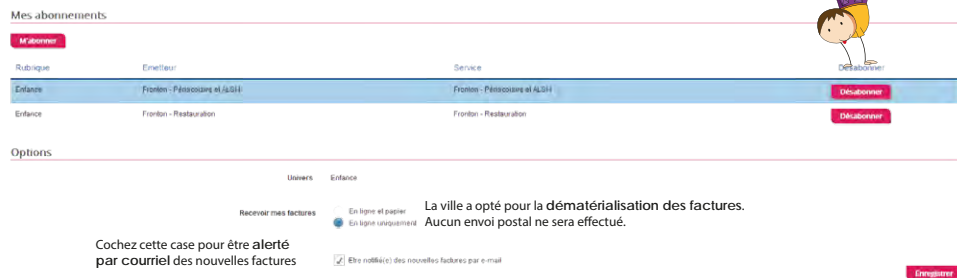 Mes abonnements
M'abonner
Rubrique Emetteur Service Désabonner
Enfance Fronton - Périscolaire et ALSH Fronton - Périscolaire et ALSH Désabonner
Enfance Fronton - Restauration Fronton - Restauration Désabonner
Options
Univers Enfance
Recevoir mes factures En ligne et papier La ville a opté pour la dématérialisation des factures.
En ligne uniquement Aucun envoi postal ne sera effectué.
Cochez cette case pour être alerté
par courriel des nouvelles factures Etre notifié(e) des nouvelles factures par e-mail
Enregistrer